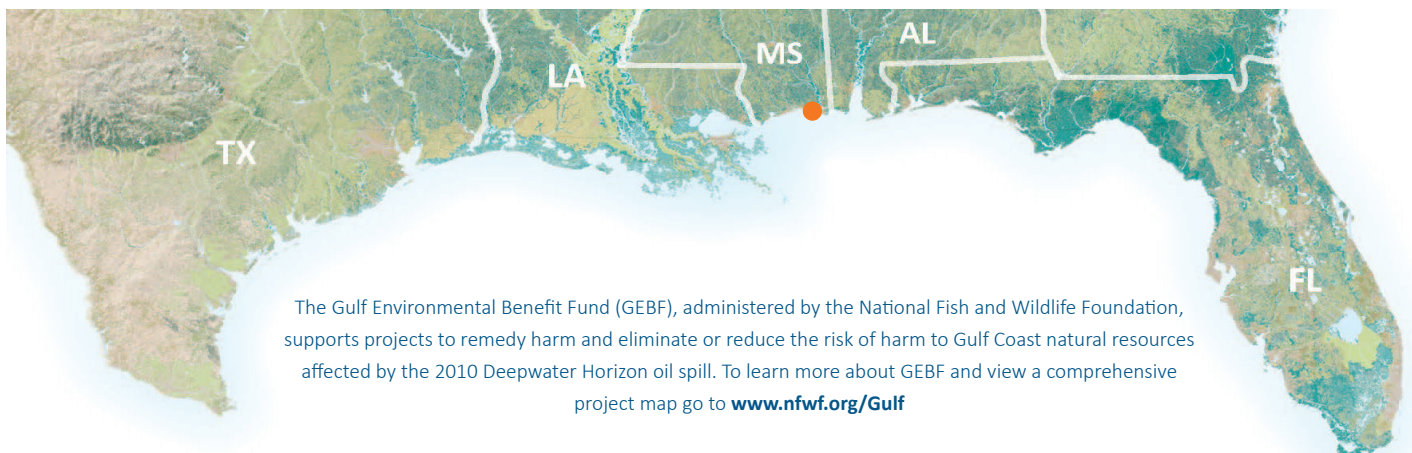 AL
MS
LA
TX
FL
The Gulf Environmental Benefit Fund (GEBF), administered by the National Fish and Wildlife Foundation,
supports projects to remedy harm and eliminate or reduce the risk of harm to Gulf Coast natural resources
affected by the 2010 Deepwater Horizon oil spill. To learn more about GEBF and view a comprehensive
project map go to www.nfwf.org/Gulf